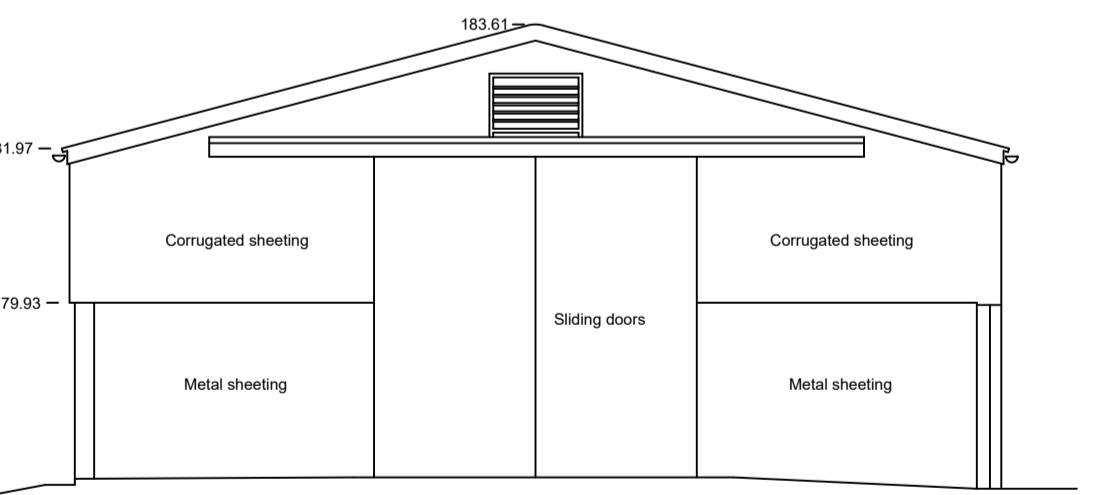 183.61
1.97
79.93
Corrugated sheeting
Corrugated sheeting
Sliding doors
Metal sheeting
Metal sheeting